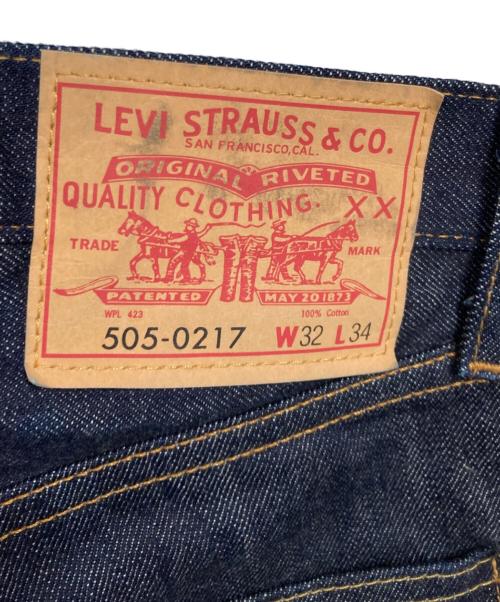 LEVI STRAUSS & CO.
SAN FRANCISCO, CAL.
ORIGINAL RIVETED
QUALITY CLOTHING. XX
TRADE MARK
PATENTED MAY 20 1873
WPL 423 100% Cotton
505-0217 W32 L34